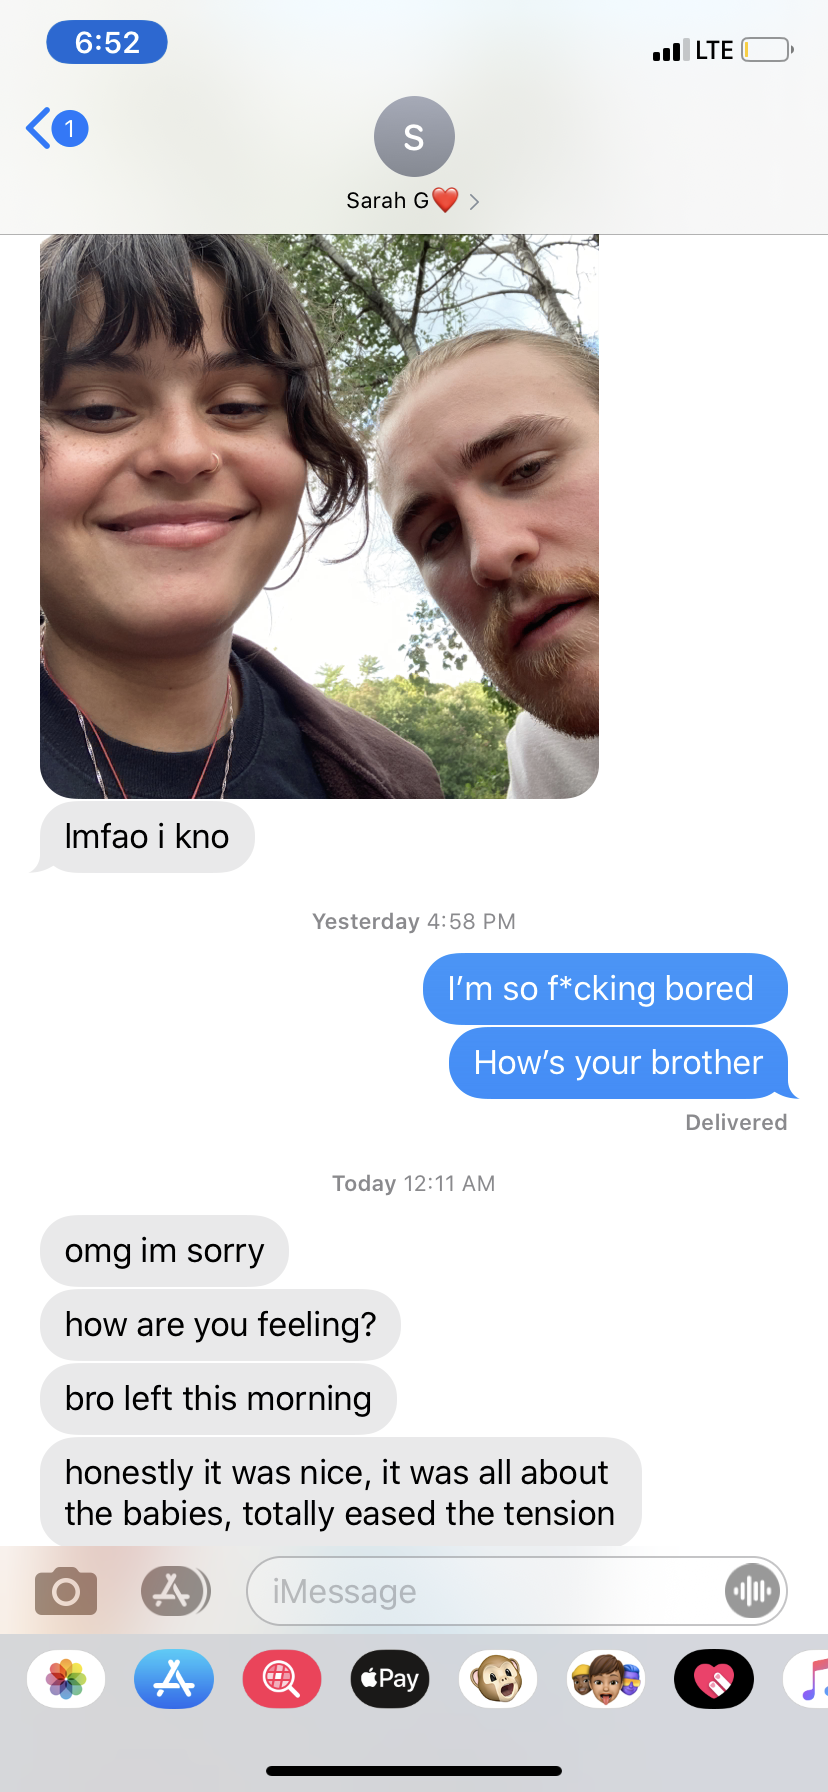 6:52
LTE
1
S
Sarah G❤️ >
lmfao i kno
Yesterday 4:58 PM
I’m so f*cking bored
How’s your brother
Delivered
Today 12:11 AM
omg im sorry
how are you feeling?
bro left this morning
honestly it was nice, it was all about
the babies, totally eased the tension
iMessage
Pay